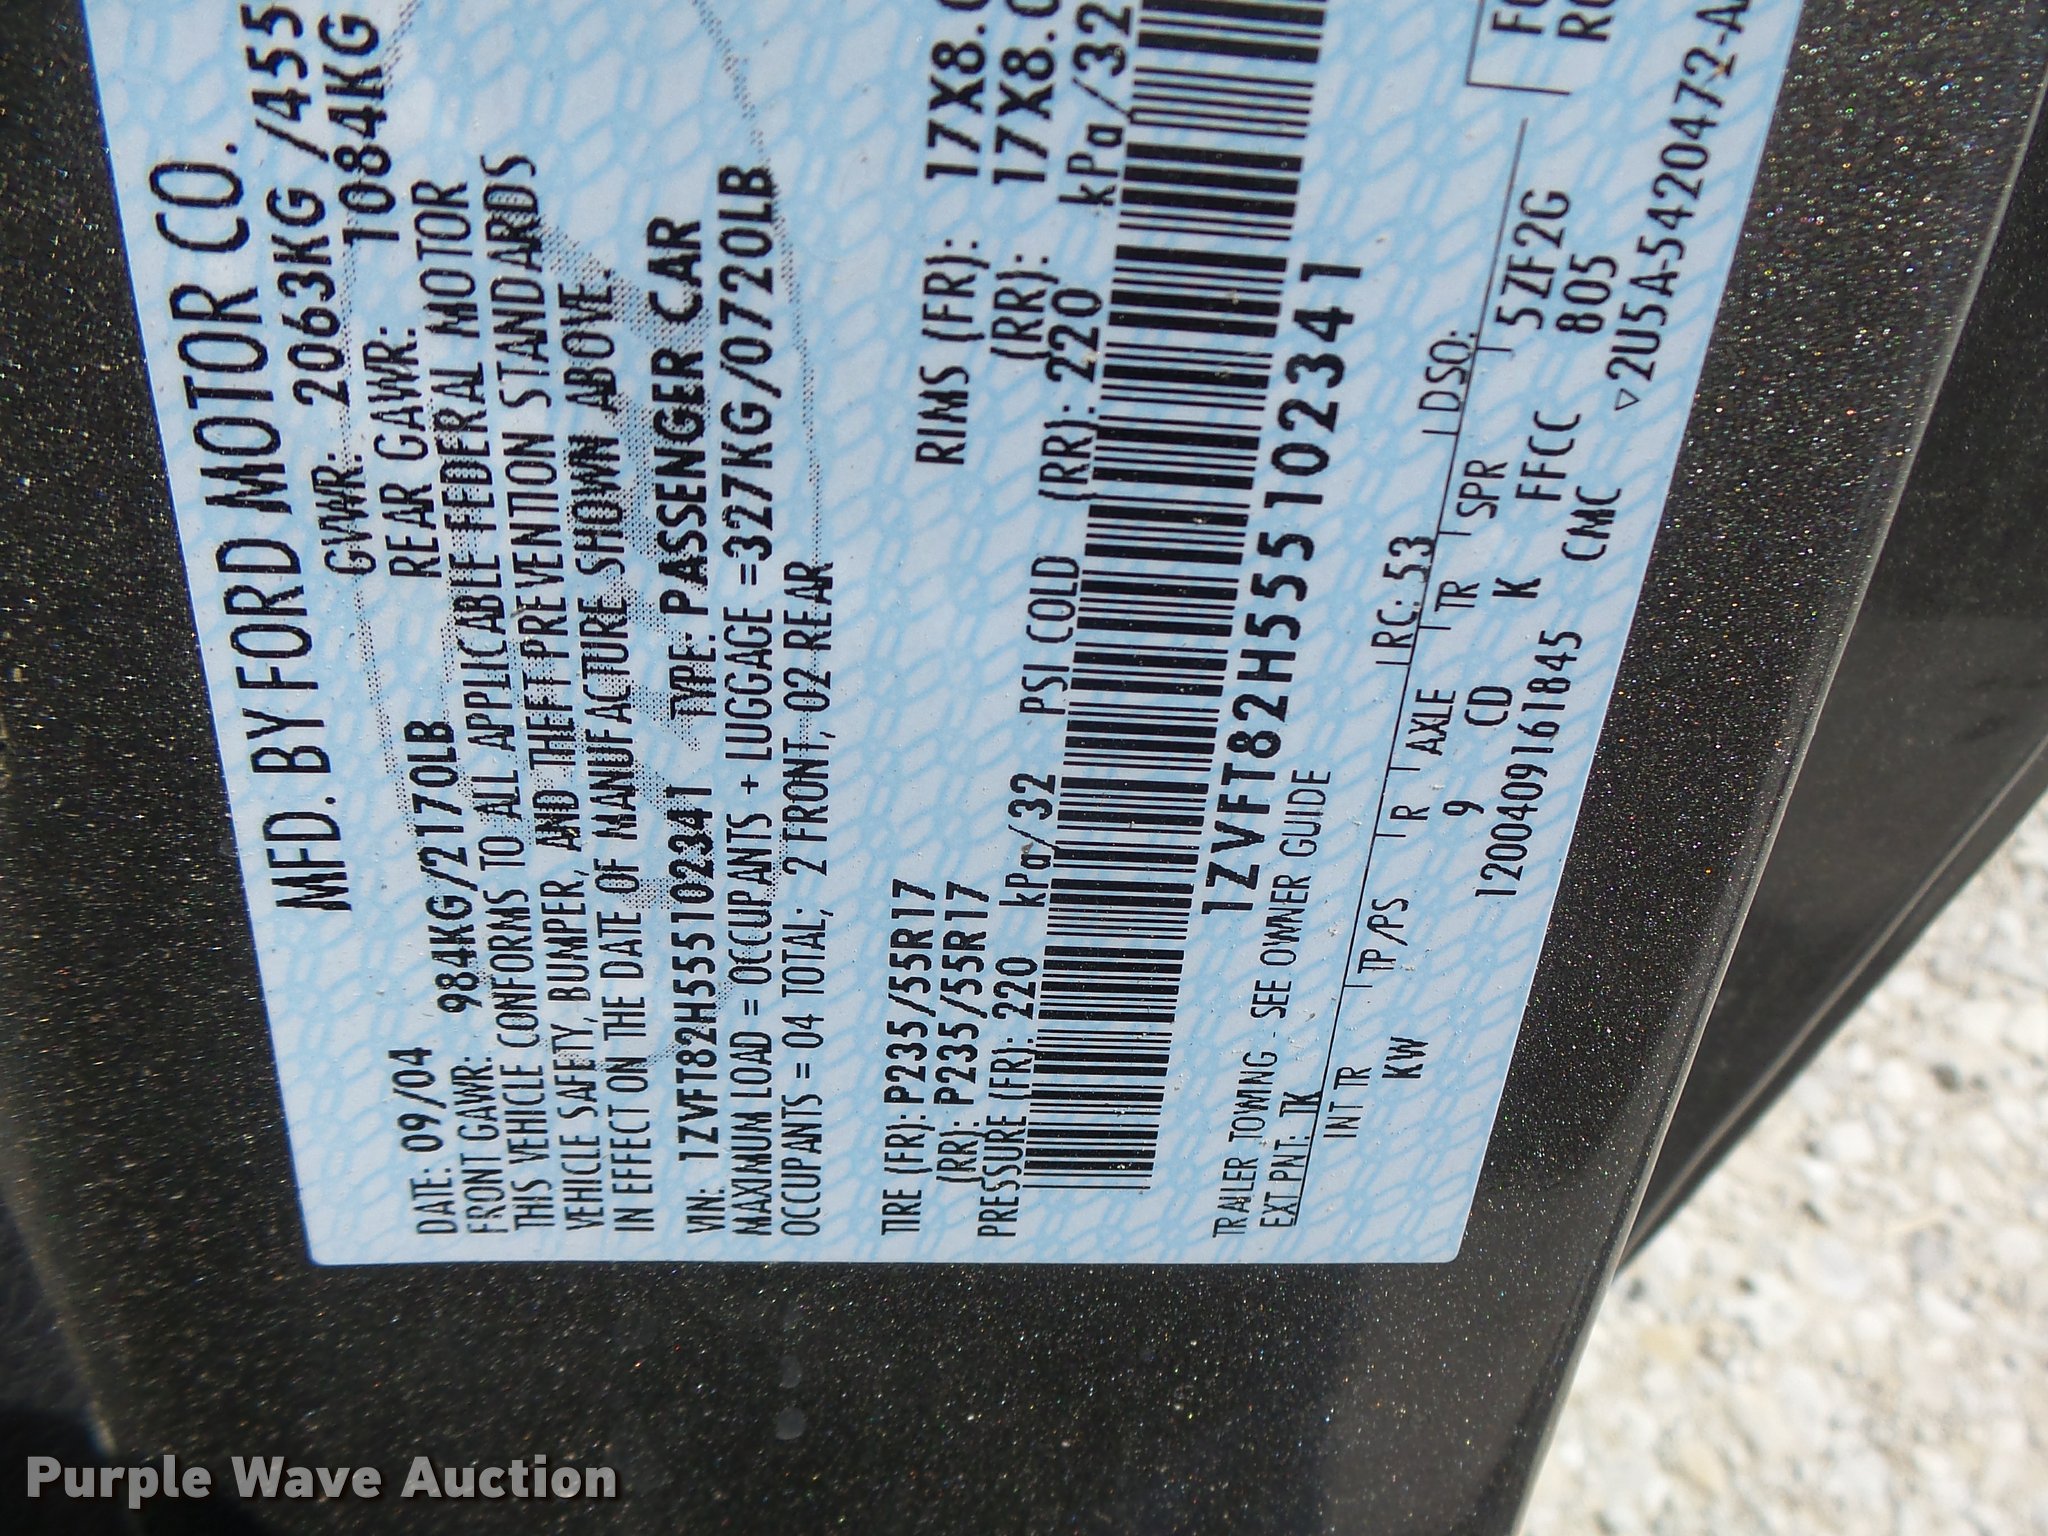 MFD. BY FORD MOTOR CO.
DATE: 09/04 GVWR: 2063KG /455
FRONT GAWR: 984KG/2170LB REAR GAWR: 1084KG
THIS VEHICLE CONFORMS TO ALL APPLICABLE FEDERAL MOTOR
VEHICLE SAFETY, BUMPER, AND THEFT PREVENTION STANDARDS
IN EFFECT ON THE DATE OF MANUFACTURE SHOWN ABOVE.
VIN: 1ZVFT82H555102341 TYPE: PASSENGER CAR
MAXIMUM LOAD = OCCUPANTS + LUGGAGE =327KG/0720LB
OCCUPANTS = 04 TOTAL; 2 FRONT, 02 REAR
TIRE (FR): P235/55R17 RIMS (FR): 17X8.0
(RR): P235/55R17 (RR): 17X8.0
PRESSURE (FR): 220 kPa/32 PSI COLD (RR): 220 kPa/32
1ZVFT82H555102341
TRAILER TOWING - SEE OWNER GUIDE
EXT PNT: TK RC: 53 DSO:
INT TR TP/PS R AXLE TR SPR 5ZF2G
KW 9 CD K FFCC 805
1200409161845 CMC ▽2U5A-5420472-A
Purple Wave Auction